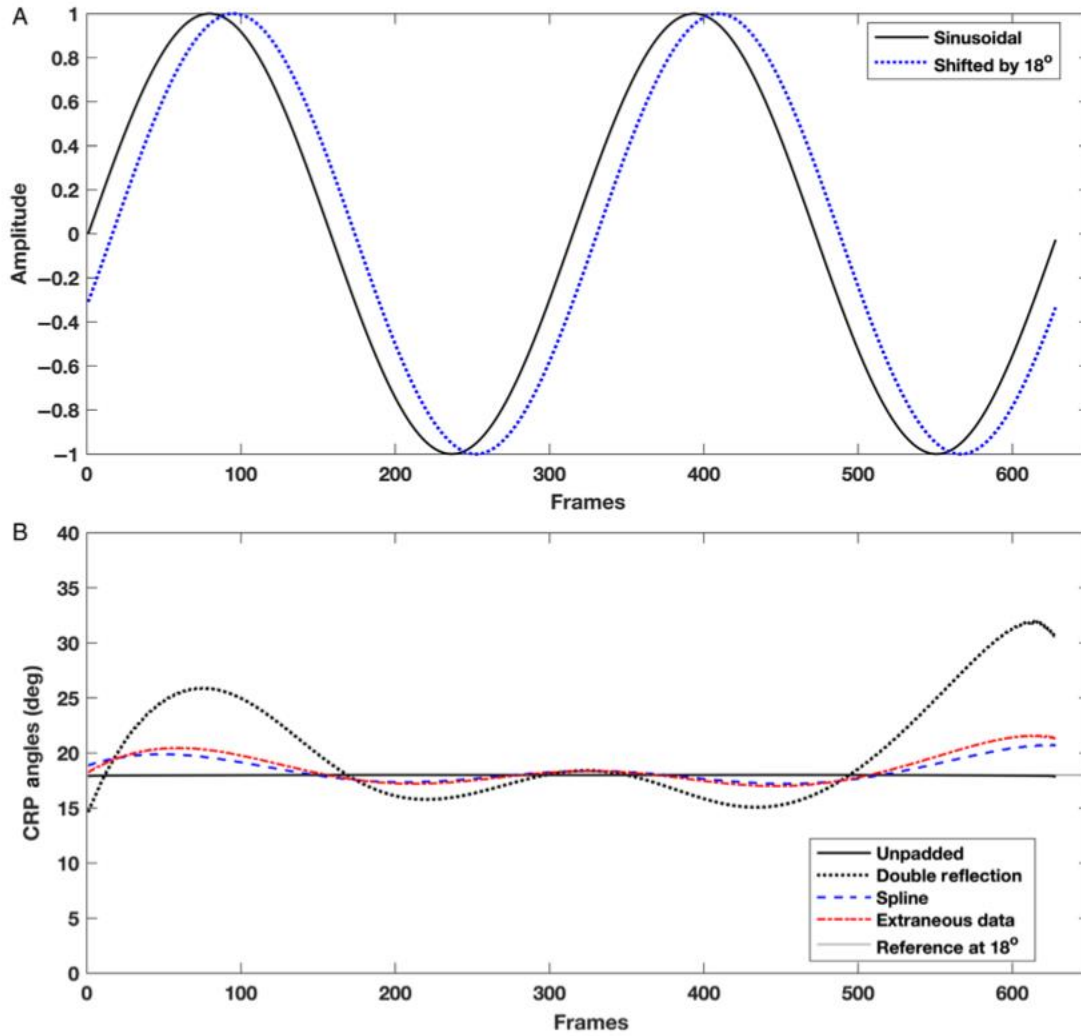 A
1
0.8
0.6
0.4
0.2
0
−0.2
−0.4
−0.6
−0.8
−1
Amplitude
Sinusoidal
Shifted by 18°
0 100 200 300 400 500 600
Frames
B
40
35
30
25
20
15
10
5
0
CRP angles (deg)
Unpadded
Double reflection
Spline
Extraneous data
Reference at 18°
0 100 200 300 400 500 600
Frames